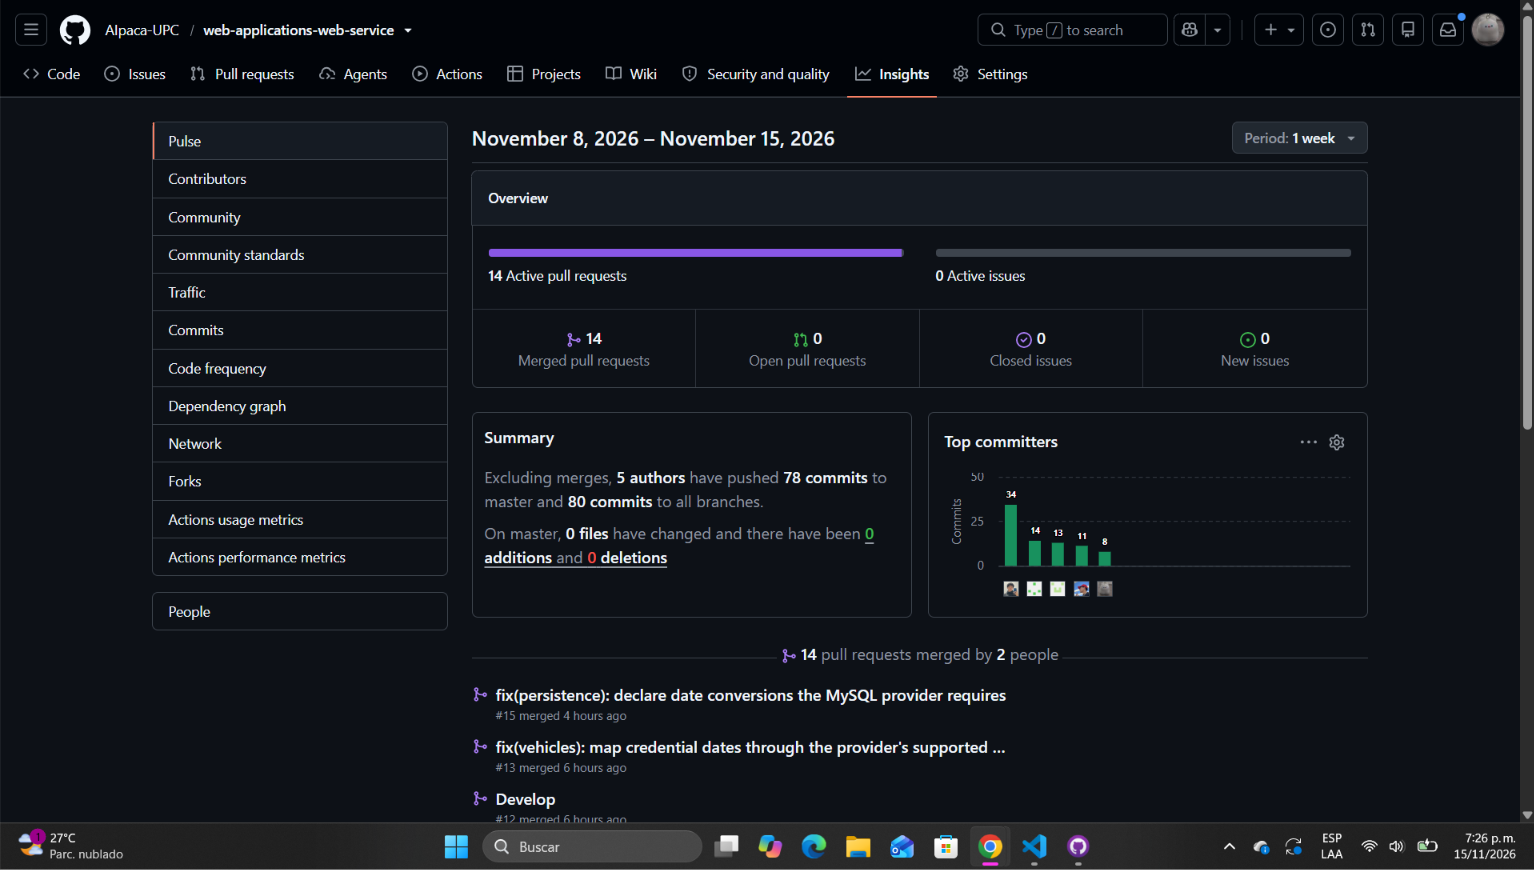 Alpaca-UPC / web-applications-web-service
Type / to search
Code
Issues
Pull requests
Agents
Actions
Projects
Wiki
Security and quality
Insights
Settings
Pulse
Contributors
Community
Community standards
Traffic
Commits
Code frequency
Dependency graph
Network
Forks
Actions usage metrics
Actions performance metrics
People
November 8, 2026 – November 15, 2026
Period: 1 week
Overview
14 Active pull requests
0 Active issues
14
Merged pull requests
0
Open pull requests
0
Closed issues
0
New issues
Summary
Excluding merges, 5 authors have pushed 78 commits to
master and 80 commits to all branches.
On master, 0 files have changed and there have been 0
additions and 0 deletions
Top committers
Commits
50
25
0
34
14
13
11
8
14 pull requests merged by 2 people
fix(persistence): declare date conversions the MySQL provider requires
#15 merged 4 hours ago
fix(vehicles): map credential dates through the provider's supported ...
#13 merged 6 hours ago
Develop
#12 merged 6 hours ago
1
27°C
Parc. nublado
Buscar
ESP
LAA
7:26 p.m.
15/11/2026